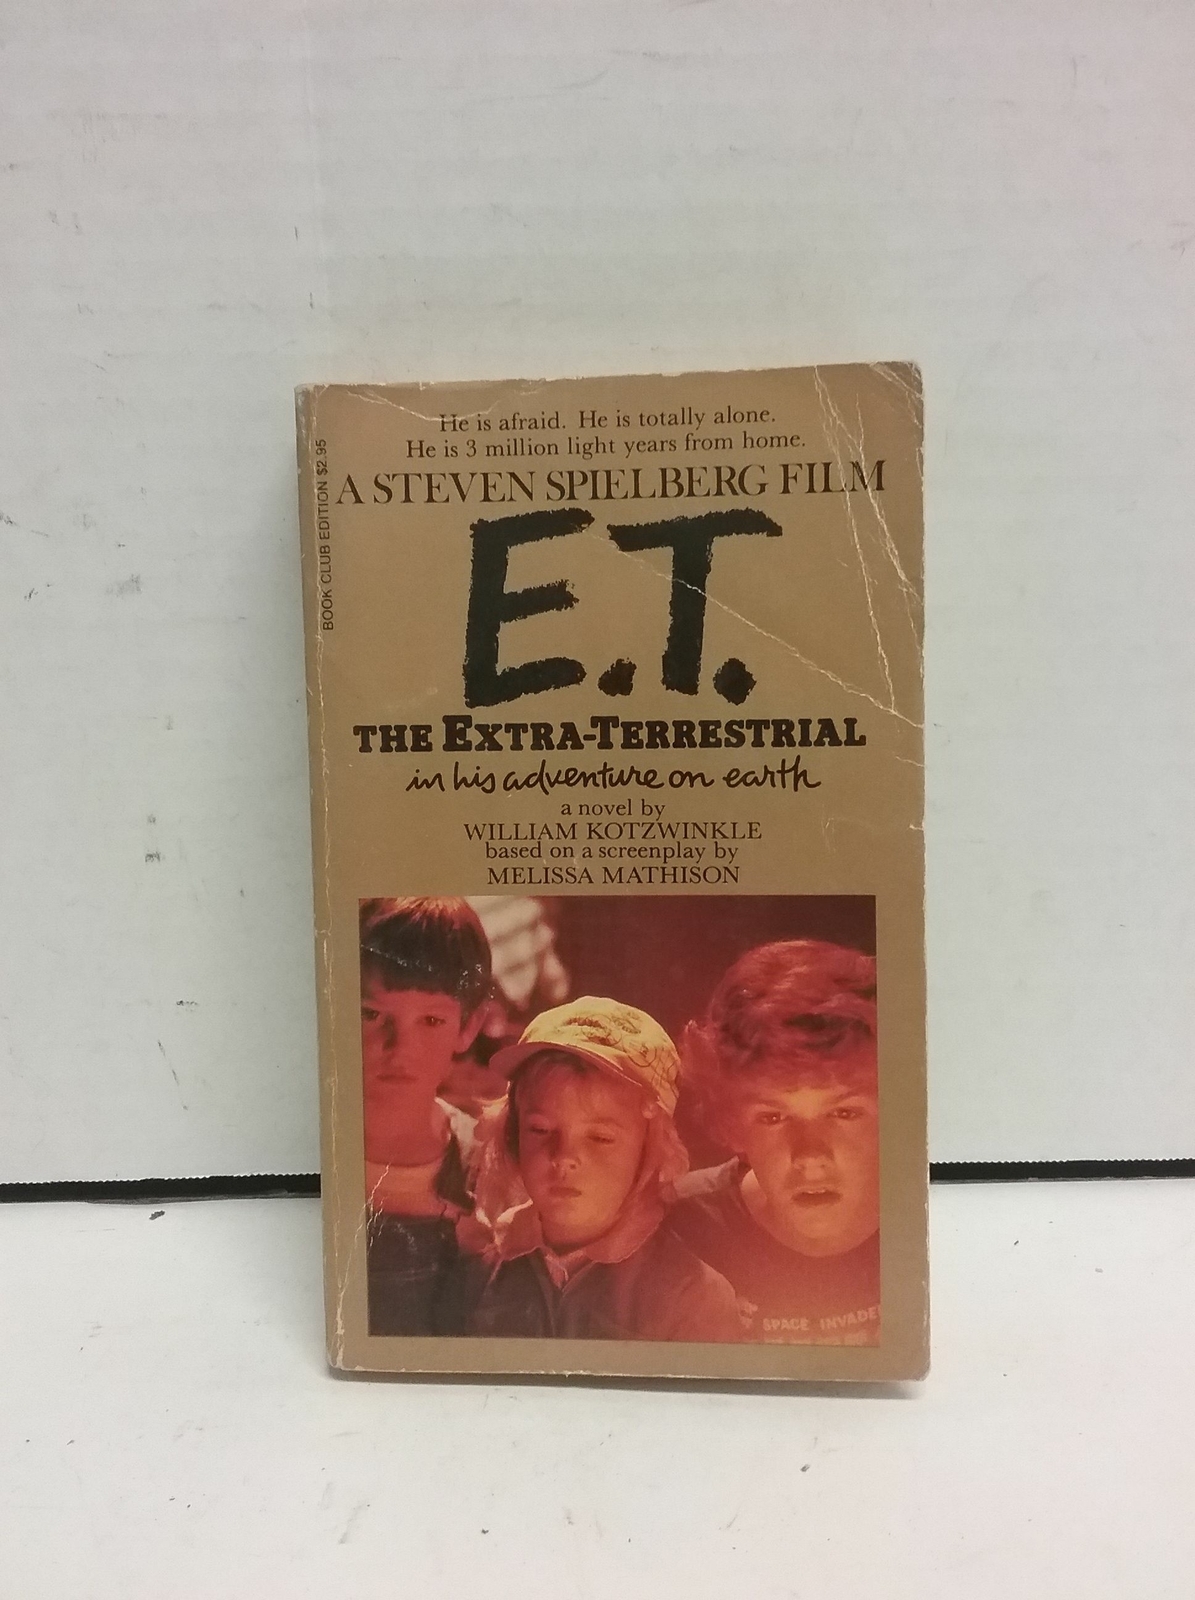 He is afraid. He is totally alone.
He is 3 million light years from home.
A STEVEN SPIELBERG FILM
E.T.
THE EXTRA-TERRESTRIAL
in his adventure on earth
a novel by
WILLIAM KOTZWINKLE
based on a screenplay by
MELISSA MATHISON
BOOK CLUB EDITION $2.95
SPACE INVADE